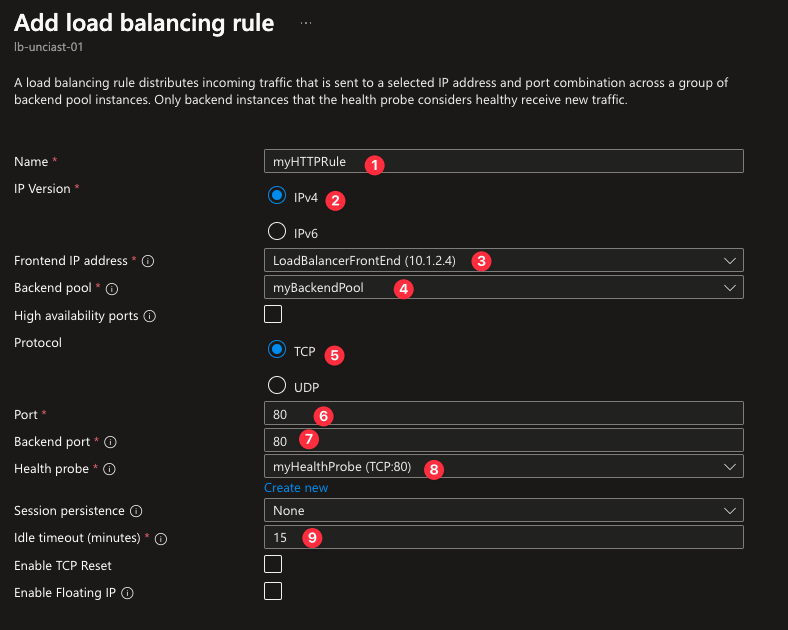 Add load balancing rule ...
lb-unciast-01
A load balancing rule distributes incoming traffic that is sent to a selected IP address and port combination across a group of
backend pool instances. Only backend instances that the health probe considers healthy receive new traffic.
Name * myHTTPRule 1
IP Version * IPv4 2
IPv6
Frontend IP address * LoadBalancerFrontEnd (10.1.2.4) 3
Backend pool * myBackendPool 4
High availability ports
Protocol TCP 5
UDP
Port * 80 6
Backend port * 80 7
Health probe * myHealthProbe (TCP:80) 8
Create new
Session persistence None
Idle timeout (minutes) * 15 9
Enable TCP Reset
Enable Floating IP